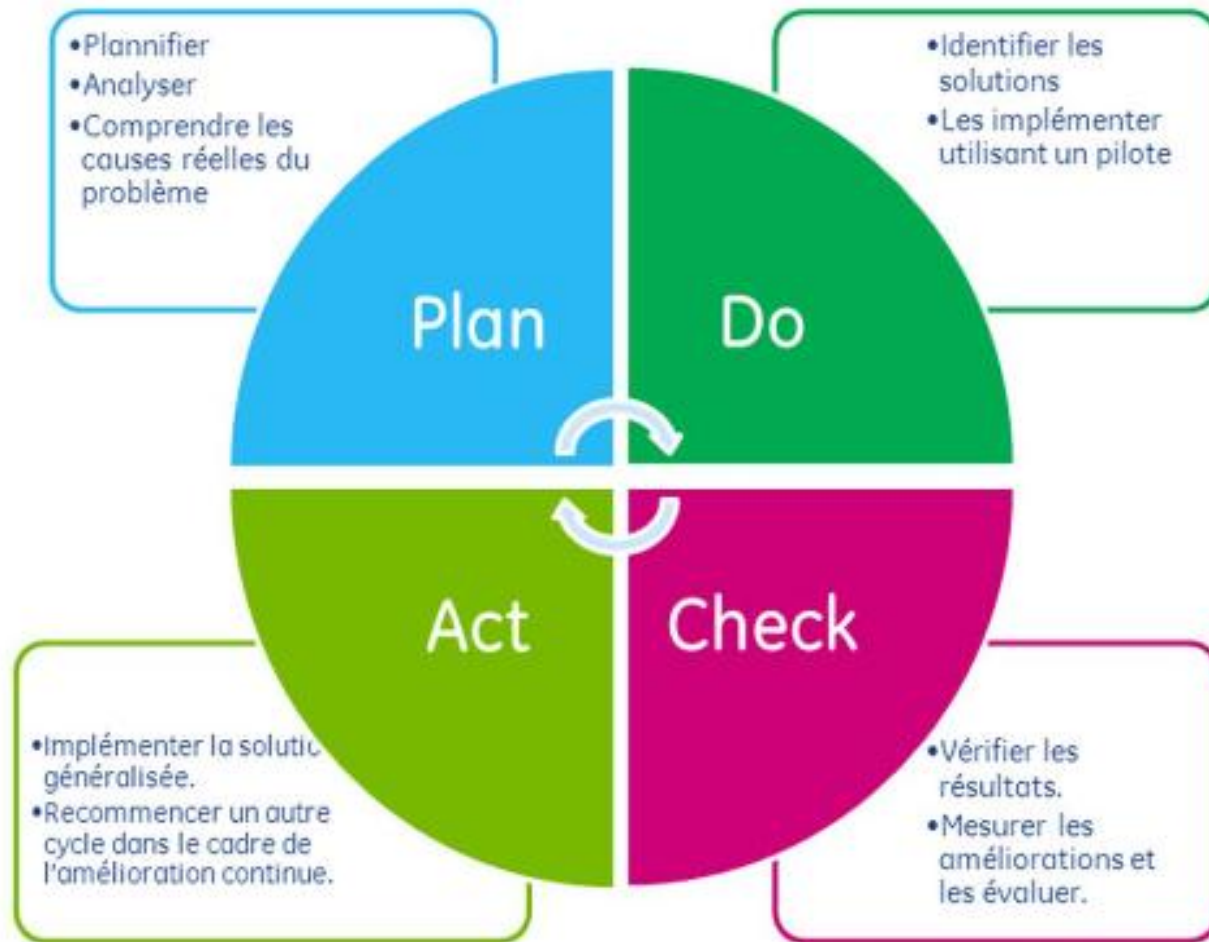 •Plannifier
•Analyser
•Comprendre les
causes réelles du
problème
•Identifier les
solutions
•Les implémenter
utilisant un pilote
Plan
Do
Act
Check
•Implémenter la solutio
généralisée.
•Recommencer un autre
cycle dans le cadre de
l'amélioration continue.
•Vérifier les
résultats.
•Mesurer les
améliorations et
les évaluer.